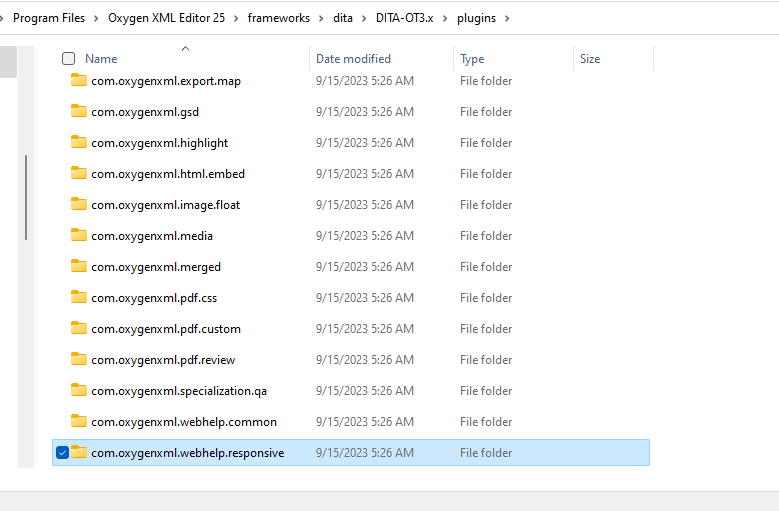 Program Files > Oxygen XML Editor 25 > frameworks > dita > DITA-OT3.x > plugins >
Name Date modified Type Size
com.oxygenxml.export.map 9/15/2023 5:26 AM File folder
com.oxygenxml.gsd 9/15/2023 5:26 AM File folder
com.oxygenxml.highlight 9/15/2023 5:26 AM File folder
com.oxygenxml.html.embed 9/15/2023 5:26 AM File folder
com.oxygenxml.image.float 9/15/2023 5:26 AM File folder
com.oxygenxml.media 9/15/2023 5:26 AM File folder
com.oxygenxml.merged 9/15/2023 5:26 AM File folder
com.oxygenxml.pdf.css 9/15/2023 5:26 AM File folder
com.oxygenxml.pdf.custom 9/15/2023 5:26 AM File folder
com.oxygenxml.pdf.review 9/15/2023 5:26 AM File folder
com.oxygenxml.specialization.qa 9/15/2023 5:26 AM File folder
com.oxygenxml.webhelp.common 9/15/2023 5:26 AM File folder
com.oxygenxml.webhelp.responsive 9/15/2023 5:26 AM File folder